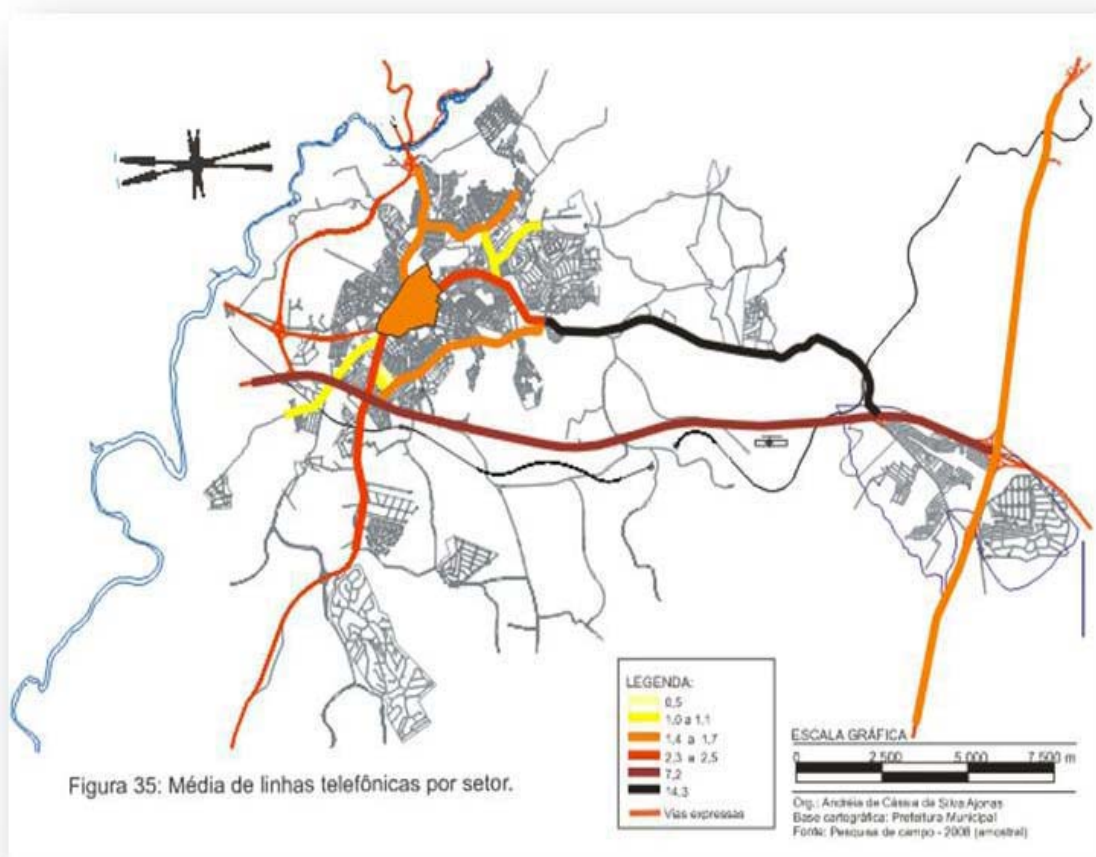 LEGENDA:
0,5
1,0 a 1,1
1,4 a 1,7
2,3 a 2,5
7,2
14,3
Vias expressas
ESCALA GRÁFICA
0 2.500 5.000 7.500 m
Org.: Andréia de Cássia da Silva Ajonas
Base cartográfica: Prefeitura Municipal
Fonte: Pesquisa de campo - 2008 (amostral)
Figura 35: Média de linhas telefônicas por setor.